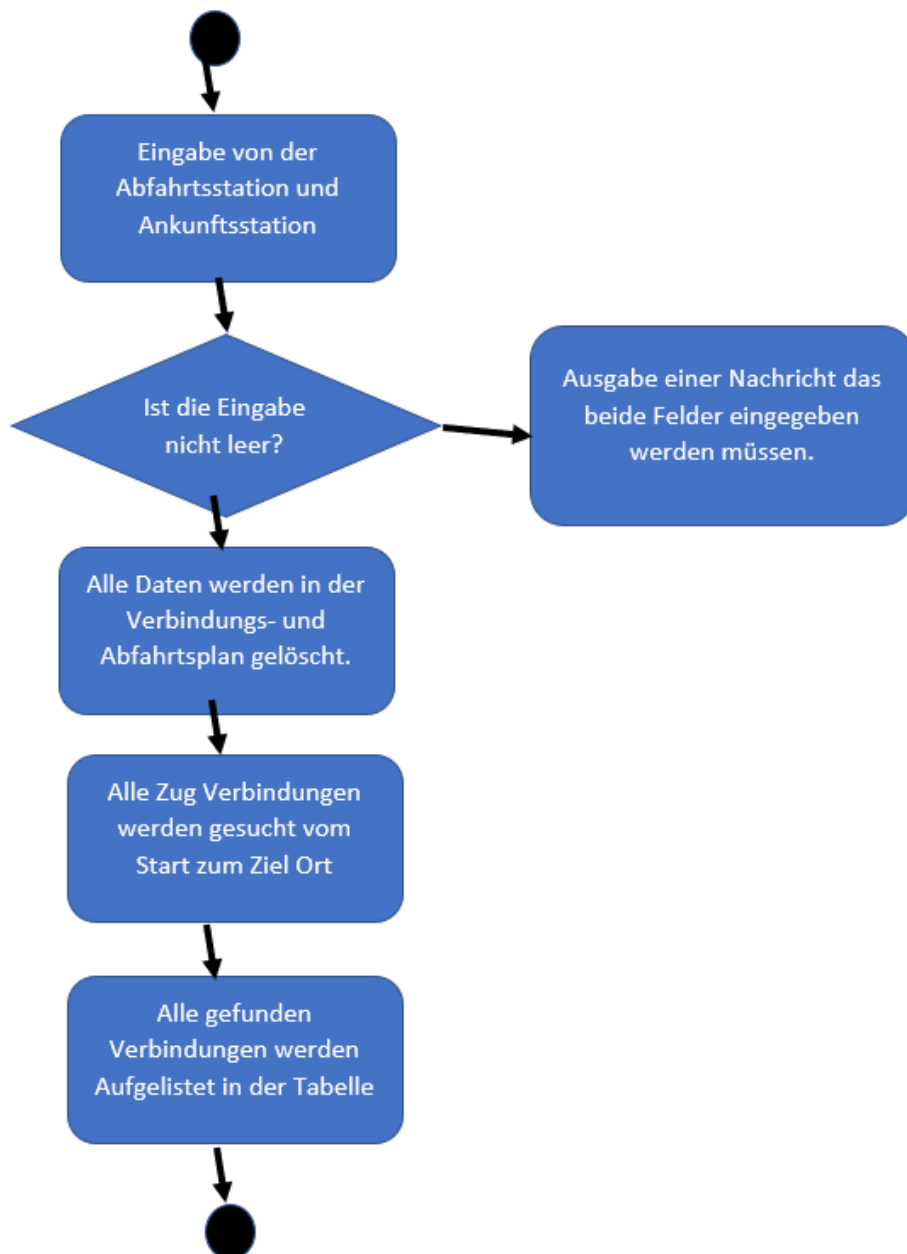 Eingabe von der
Abfahrtsstation und
Ankunftsstation
Ist die Eingabe
nicht leer?
Ausgabe einer Nachricht das
beide Felder eingegeben
werden müssen.
Alle Daten werden in der
Verbindungs- und
Abfahrtsplan gelöscht.
Alle Zug Verbindungen
werden gesucht vom
Start zum Ziel Ort
Alle gefunden
Verbindungen werden
Aufgelistet in der Tabelle